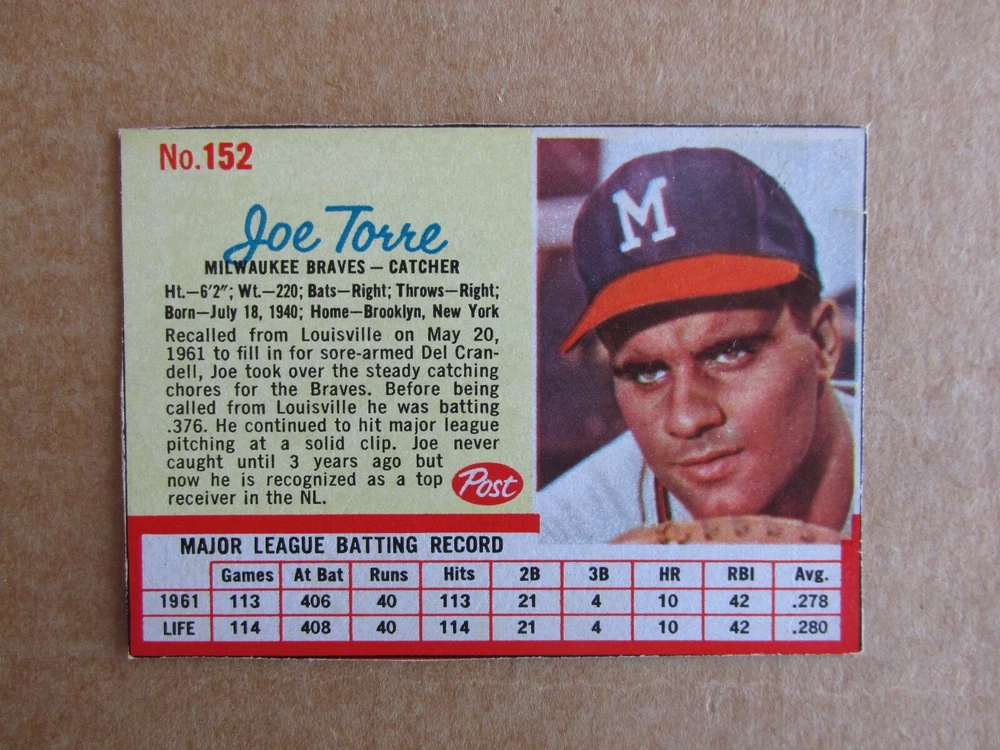 No.152
Joe Torre
MILWAUKEE BRAVES — CATCHER
Ht.—6'2"; Wt.—220; Bats—Right; Throws—Right;
Born—July 18, 1940; Home—Brooklyn, New York
Recalled from Louisville on May 20,
1961 to fill in for sore-armed Del Cran-
dell, Joe took over the steady catching
chores for the Braves. Before being
called from Louisville he was batting
.376. He continued to hit major league
pitching at a solid clip. Joe never
caught until 3 years ago but
now he is recognized as a top
receiver in the NL.
Post
M
MAJOR LEAGUE BATTING RECORD
Games At Bat Runs Hits 2B 3B HR RBI Avg.
1961 113 406 40 113 21 4 10 42 .278
LIFE 114 408 40 114 21 4 10 42 .280